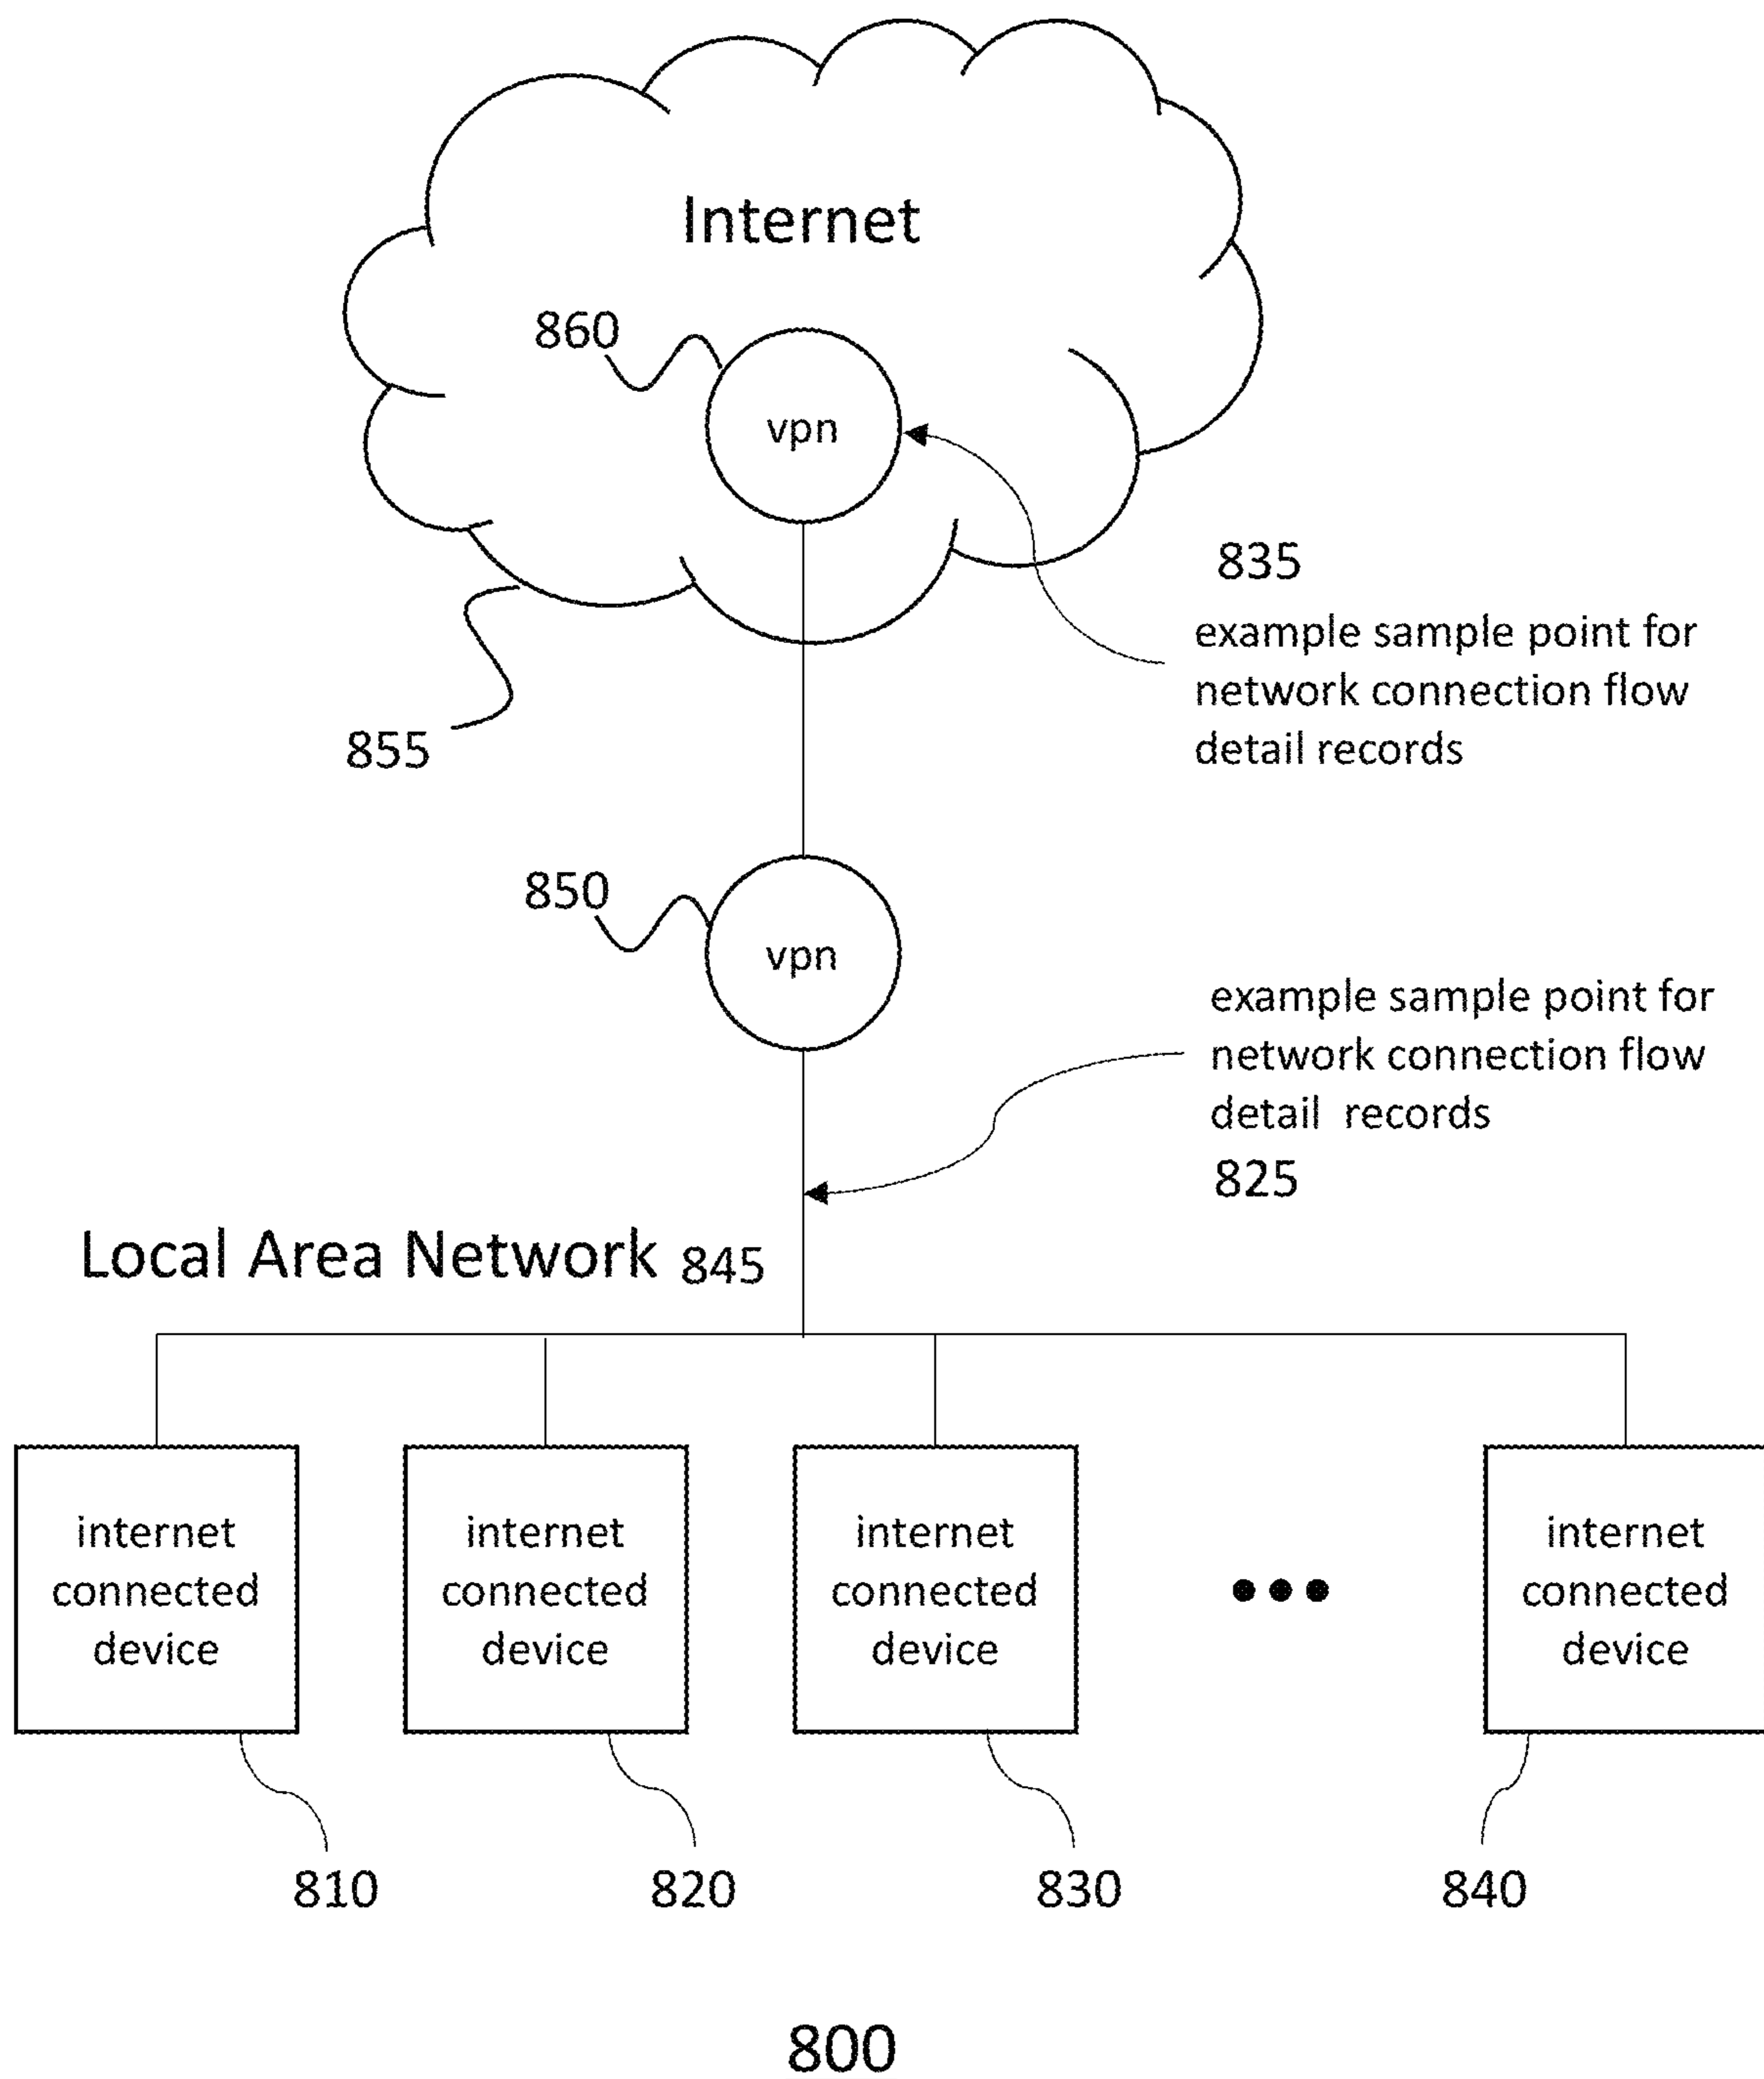 Internet
860
vpn
835
example sample point for
network connection flow
detail records
855
850
vpn
example sample point for
network connection flow
detail  records
825
Local Area Network 845
internet
connected
device
internet
connected
device
internet
connected
device
internet
connected
device
810
820
830
840
800